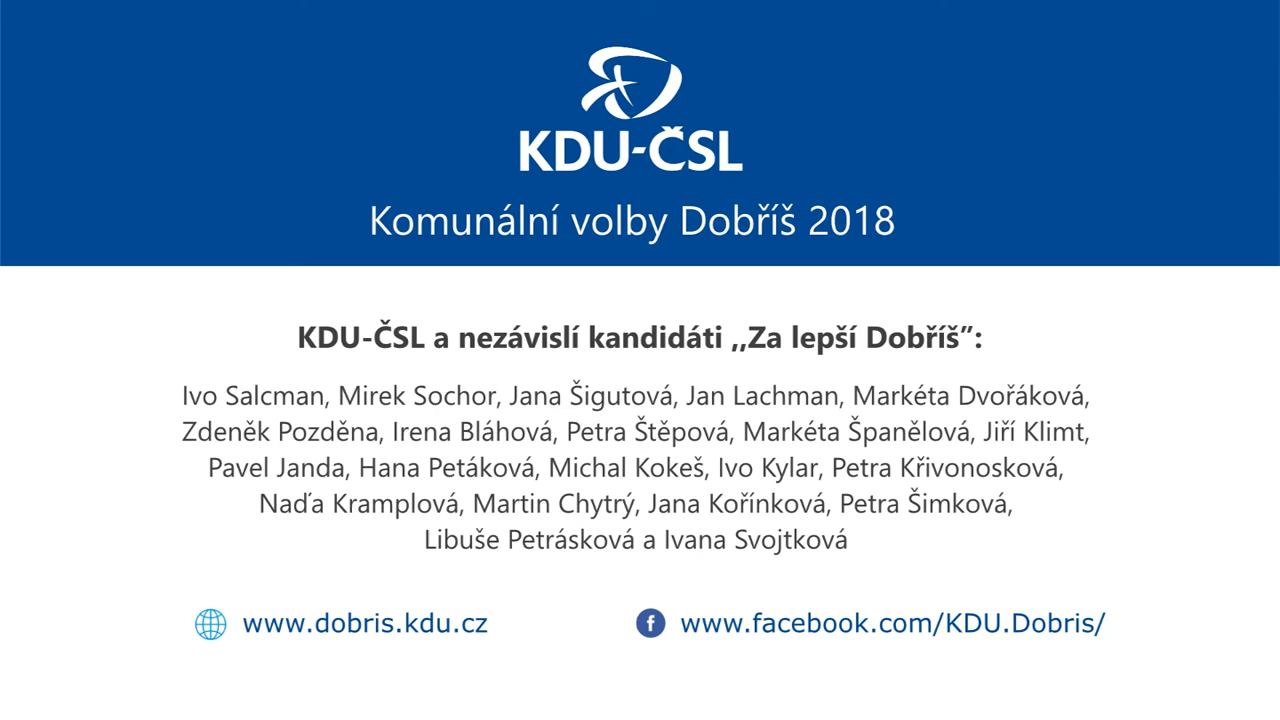 KDU-ČSL
Komunální volby Dobříš 2018
KDU-ČSL a nezávislí kandidáti ,,Za lepší Dobříš”:
Ivo Salcman, Mirek Sochor, Jana Šigutová, Jan Lachman, Markéta Dvořáková,
Zdeněk Pozděna, Irena Bláhová, Petra Štěpová, Markéta Španělová, Jiří Klimt,
Pavel Janda, Hana Petáková, Michal Kokeš, Ivo Kylar, Petra Křivonosková,
Naďa Kramplová, Martin Chytrý, Jana Kořínková, Petra Šimková,
Libuše Petrásková a Ivana Svojtková
www.dobris.kdu.cz
www.facebook.com/KDU.Dobris/